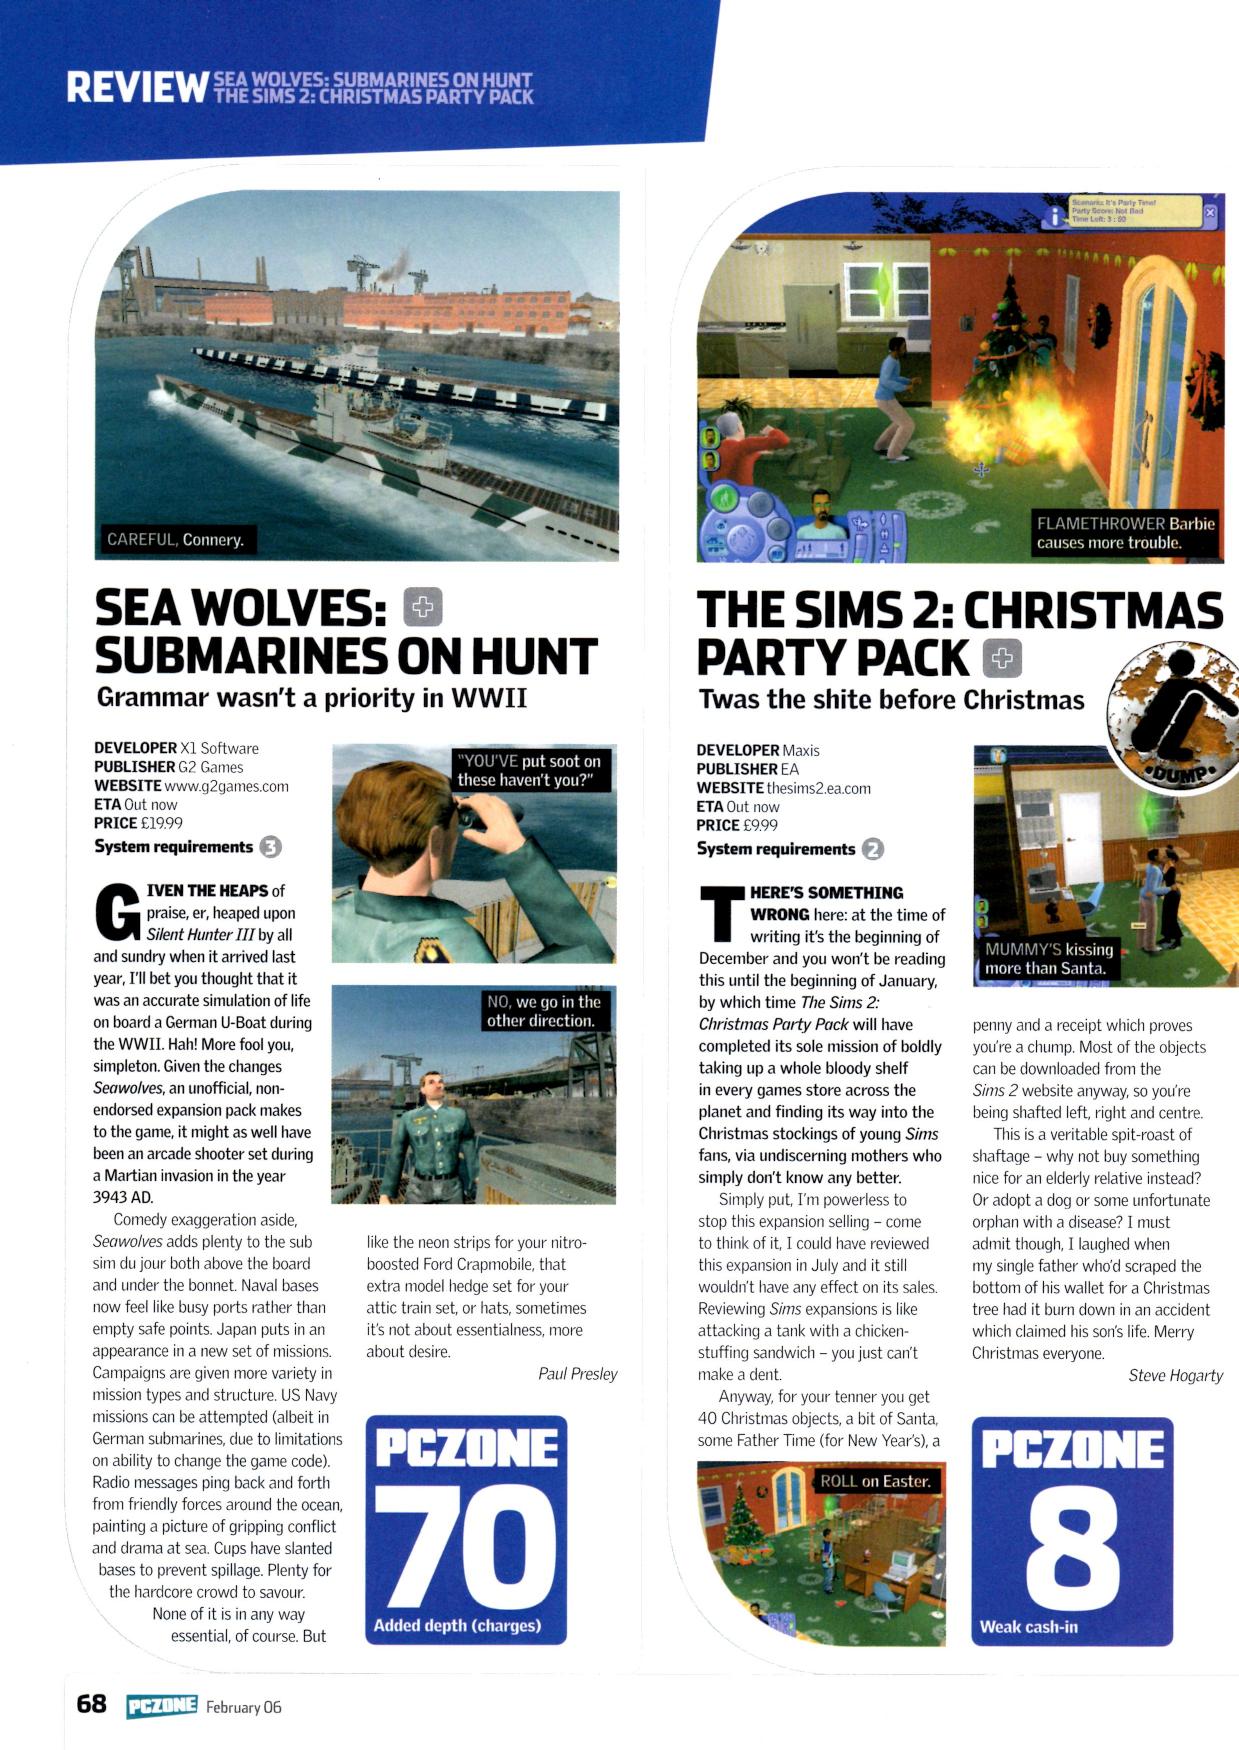 REVIEW SEA WOLVES: SUBMARINES ON HUNT
THE SIMS 2: CHRISTMAS PARTY PACK
CAREFUL, Connery.
SEA WOLVES:
SUBMARINES ON HUNT
Grammar wasn't a priority in WWII
DEVELOPER X1 Software
PUBLISHER G2 Games
WEBSITE www.g2games.com
ETA Out now
PRICE £19.99
System requirements 3
GIVEN THE HEAPS of
praise, er, heaped upon
Silent Hunter III by all
and sundry when it arrived last
year, I'll bet you thought that it
was an accurate simulation of life
on board a German U-Boat during
the WWII. Hah! More fool you,
simpleton. Given the changes
Seawolves, an unofficial, non-
endorsed expansion pack makes
to the game, it might as well have
been an arcade shooter set during
a Martian invasion in the year
3943 AD.
Comedy exaggeration aside,
Seawolves adds plenty to the sub
sim du jour both above the board
and under the bonnet. Naval bases
now feel like busy ports rather than
empty safe points. Japan puts in an
appearance in a new set of missions.
Campaigns are given more variety in
mission types and structure. US Navy
missions can be attempted (albeit in
German submarines, due to limitations
on ability to change the game code).
Radio messages ping back and forth
from friendly forces around the ocean,
painting a picture of gripping conflict
and drama at sea. Cups have slanted
bases to prevent spillage. Plenty for
the hardcore crowd to savour.
None of it is in any way
essential, of course. But
"YOU'VE put soot on
these haven't you?"
NO, we go in the
other direction.
like the neon strips for your nitro-
boosted Ford Crapmobile, that
extra model hedge set for your
attic train set, or hats, sometimes
it's not about essentialness, more
about desire.
Paul Presley
PCZONE
70
Added depth (charges)
Scenario: It's Party Time!
Party Score: Not Bad
Time Left: 3 : 50
FLAMETHROWER Barbie
causes more trouble.
THE SIMS 2: CHRISTMAS
PARTY PACK
Twas the shite before Christmas
DUMP
DEVELOPER Maxis
PUBLISHER EA
WEBSITE thesims2.ea.com
ETA Out now
PRICE £9.99
System requirements 2
THERE'S SOMETHING
WRONG here: at the time of
writing it's the beginning of
December and you won't be reading
this until the beginning of January,
by which time The Sims 2:
Christmas Party Pack will have
completed its sole mission of boldly
taking up a whole bloody shelf
in every games store across the
planet and finding its way into the
Christmas stockings of young Sims
fans, via undiscerning mothers who
simply don't know any better.
Simply put, I'm powerless to
stop this expansion selling – come
to think of it, I could have reviewed
this expansion in July and it still
wouldn't have any effect on its sales.
Reviewing Sims expansions is like
attacking a tank with a chicken-
stuffing sandwich – you just can't
make a dent.
Anyway, for your tenner you get
40 Christmas objects, a bit of Santa,
some Father Time (for New Year's), a
ROLL on Easter.
MUMMY'S kissing
more than Santa.
penny and a receipt which proves
you're a chump. Most of the objects
can be downloaded from the
Sims 2 website anyway, so you're
being shafted left, right and centre.
This is a veritable spit-roast of
shaftage – why not buy something
nice for an elderly relative instead?
Or adopt a dog or some unfortunate
orphan with a disease? I must
admit though, I laughed when
my single father who'd scraped the
bottom of his wallet for a Christmas
tree had it burn down in an accident
which claimed his son's life. Merry
Christmas everyone.
Steve Hogarty
PCZONE
8
Weak cash-in
68 PCZONE February 06